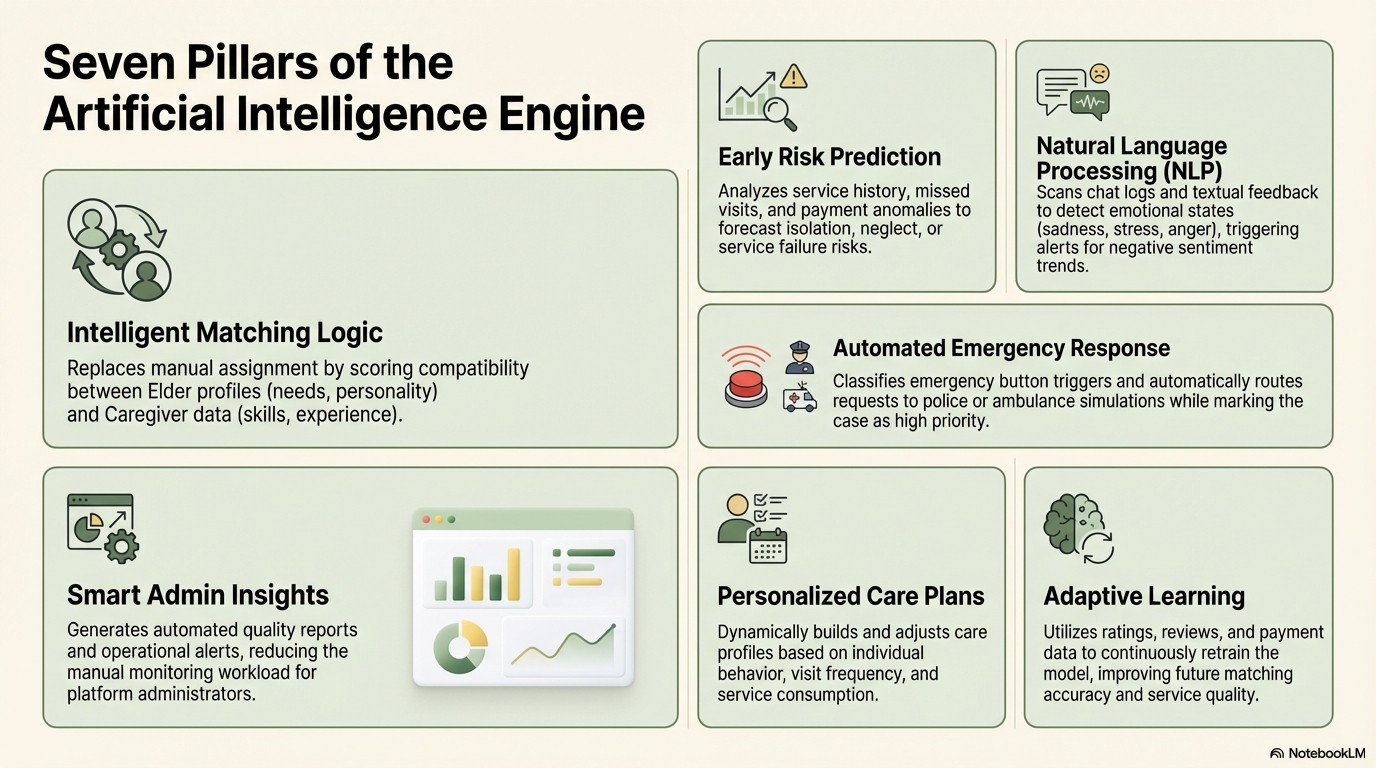 Seven Pillars of the
Artificial Intelligence Engine
Intelligent Matching Logic
Replaces manual assignment by scoring compatibility
between Elder profiles (needs, personality)
and Caregiver data (skills, experience).
Early Risk Prediction
Analyzes service history, missed
visits, and payment anomalies to
forecast isolation, neglect, or
service failure risks.
Natural Language
Processing (NLP)
Scans chat logs and textual feedback
to detect emotional states
(sadness, stress, anger), triggering
alerts for negative sentiment
trends.
Automated Emergency Response
Classifies emergency button triggers and automatically routes
requests to police or ambulance simulations while marking the
case as high priority.
Smart Admin Insights
Generates automated quality reports
and operational alerts, reducing the
manual monitoring workload for
platform administrators.
Personalized Care Plans
Dynamically builds and adjusts care
profiles based on individual
behavior, visit frequency, and
service consumption.
Adaptive Learning
Utilizes ratings, reviews, and payment
data to continuously retrain the
model, improving future matching
accuracy and service quality.
NotebookLM